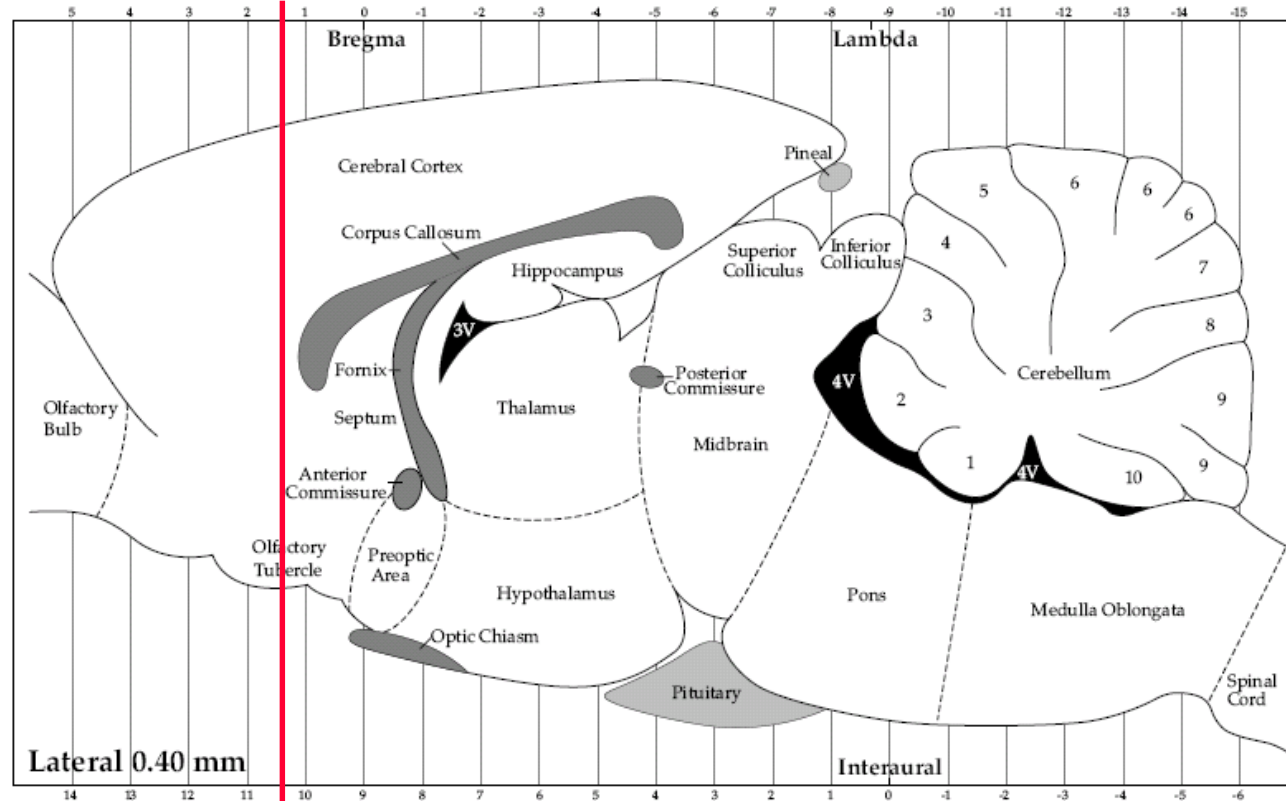 5 4 3 2 1 0 -1 -2 -3 -4 -5 -6 -7 -8 -9 -10 -11 -12 -13 -14 -15
Bregma Lambda
Pineal
Cerebral Cortex
5 6 6 6
Corpus Callosum
4
Superior
Colliculus
Inferior
Colliculus
Hippocampus
7
3 8
3V
Fornix
Posterior
Commissure
4V
Cerebellum
2 9
Olfactory
Bulb
Septum
Thalamus
Midbrain
Anterior
Commissure
1 4V 10 9
Olfactory
Tubercle
Preoptic
Area
Hypothalamus
Pons
Medulla Oblongata
Optic Chiasm
Pituitary
Spinal
Cord
Lateral 0.40 mm
Interaural
14 13 12 11 10 9 8 7 6 5 4 3 2 1 0 -1 -2 -3 -4 -5 -6